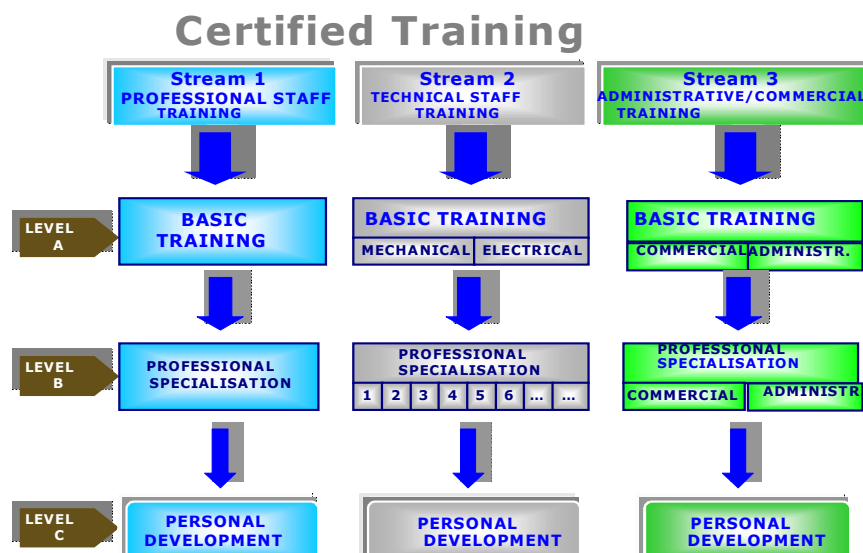 Certified Training
Stream 1
PROFESSIONAL STAFF
TRAINING
Stream 2
TECHNICAL STAFF
TRAINING
Stream 3
ADMINISTRATIVE/COMMERCIAL
TRAINING
LEVEL
A
BASIC
TRAINING
BASIC TRAINING
MECHANICAL
ELECTRICAL
BASIC TRAINING
COMMERCIAL
ADMINISTR.
LEVEL
B
PROFESSIONAL
SPECIALISATION
PROFESSIONAL
SPECIALISATION
1 2 3 4 5 6 ... ...
PROFESSIONAL
SPECIALISATION
COMMERCIAL
ADMINISTR
LEVEL
C
PERSONAL
DEVELOPMENT
PERSONAL
DEVELOPMENT
PERSONAL
DEVELOPMENT